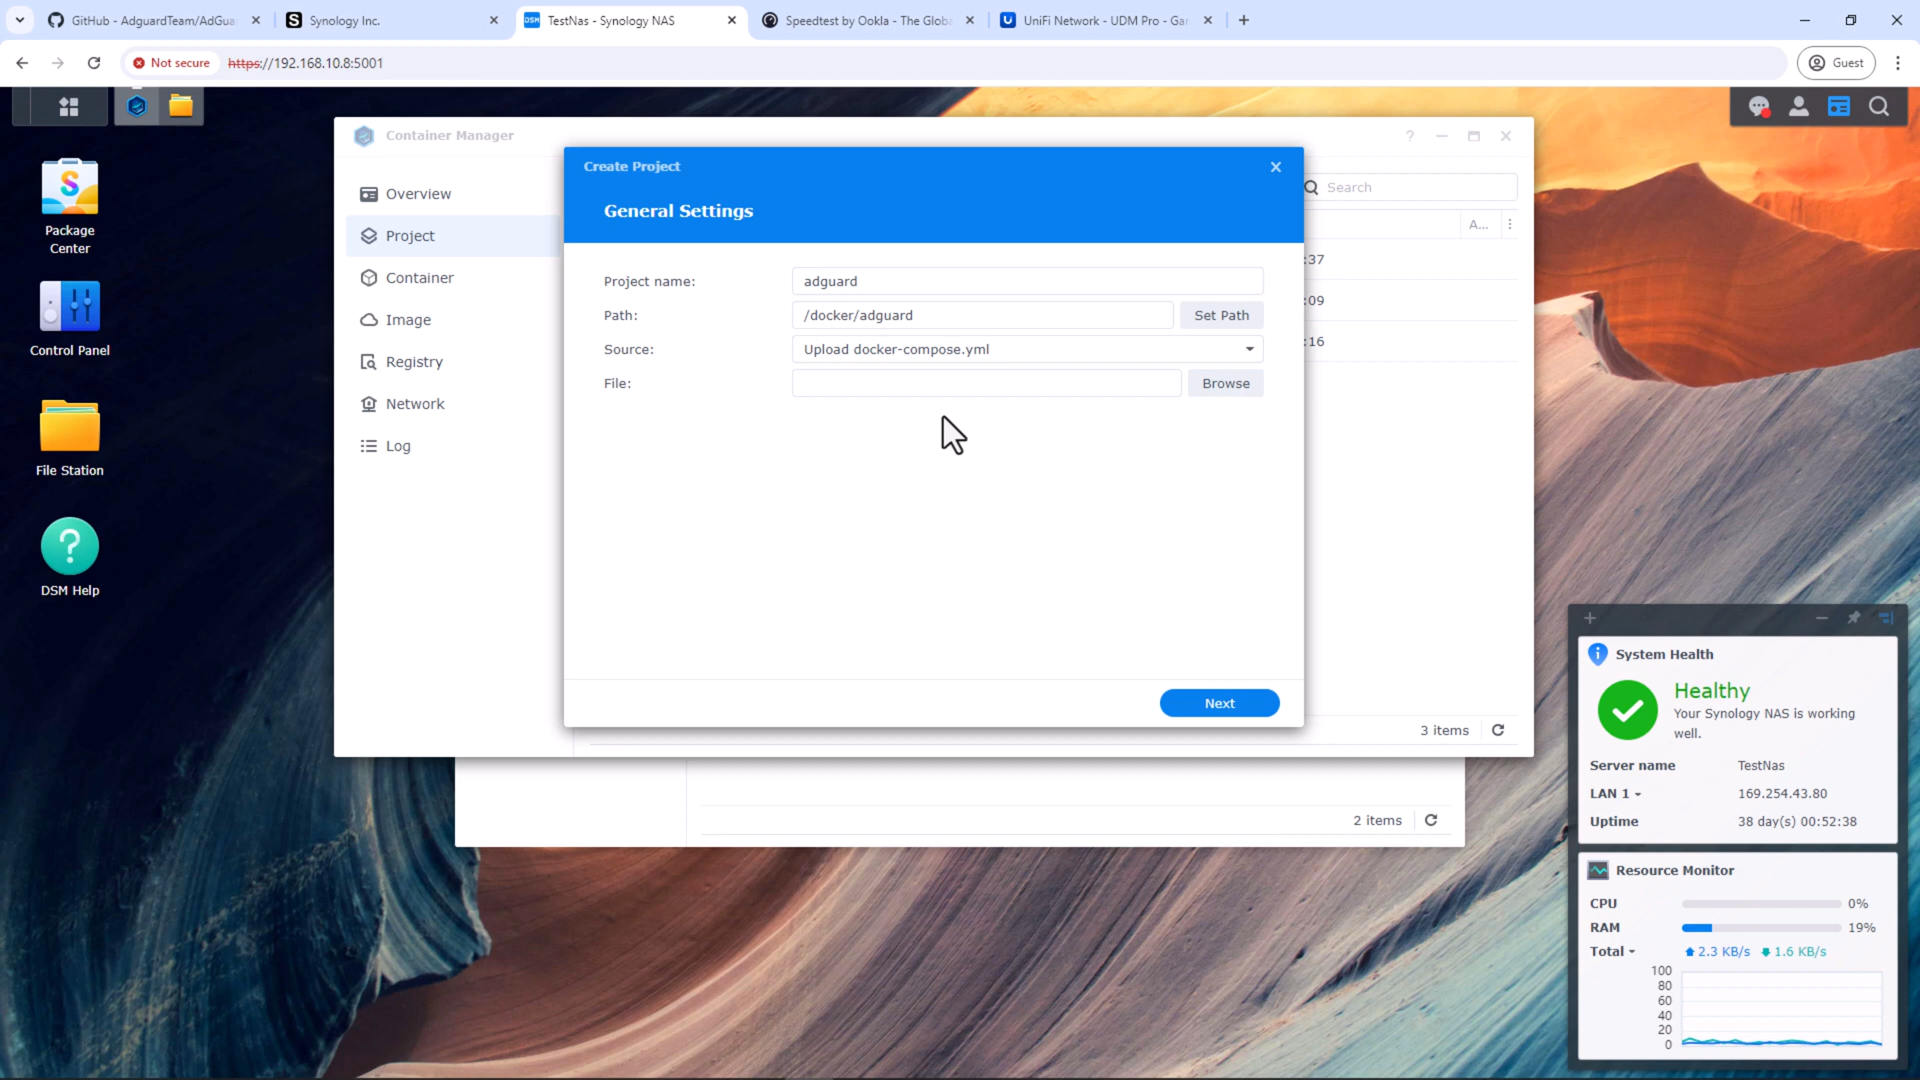 GitHub - AdguardTeam/AdGua
Synology Inc.
DSM
TestNas - Synology NAS
Speedtest by Ookla - The Globa
UniFi Network - UDM Pro - Ga
Not secure
https://192.168.10.8:5001
Guest
Package
Center
Control Panel
File Station
DSM Help
Container Manager
Overview
Project
Container
Image
Registry
Network
Log
Create Project
General Settings
Project name:
adguard
Path:
/docker/adguard
Set Path
Source:
Upload docker-compose.yml
File:
Browse
Next
Search
A...
:37
:09
:16
3 items
2 items
System Health
Healthy
Your Synology NAS is working
well.
Server name
TestNas
LAN 1
169.254.43.80
Uptime
38 day(s) 00:52:38
Resource Monitor
CPU
0%
RAM
19%
Total
2.3 KB/s
1.6 KB/s
100
80
60
40
20
0